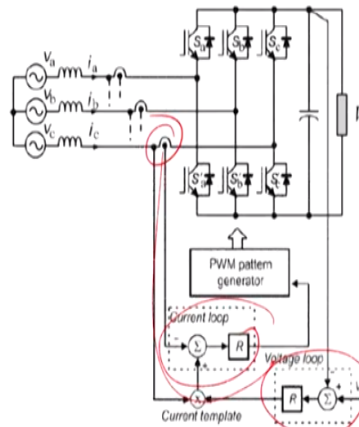 va ia Sa Sb Sc
vb ib
vc ic
S'a S'b S'c
PWM pattern
generator
Current loop
– Σ R
+
Voltage loop
–
x R Σ +
Current template